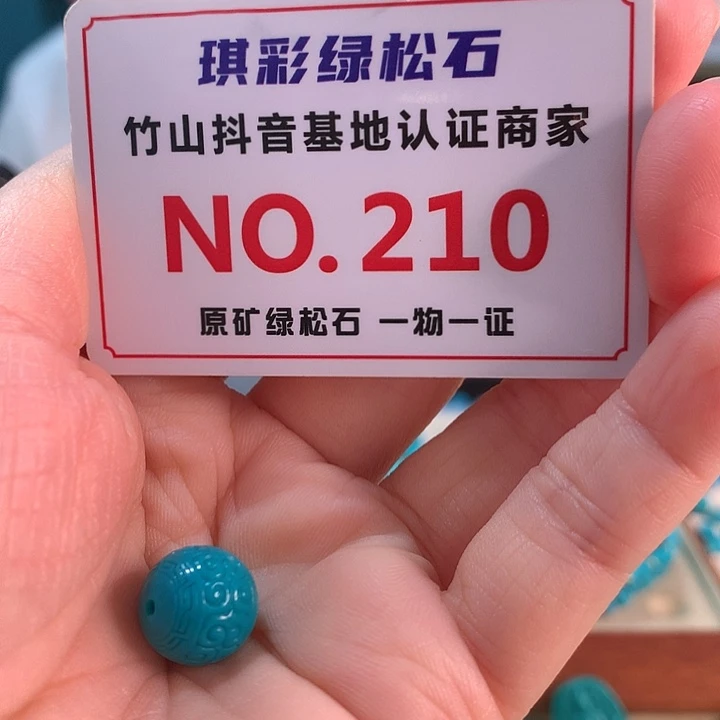 琪彩绿松石
竹山抖音基地认证商家
NO.210
原矿绿松石 一物一证